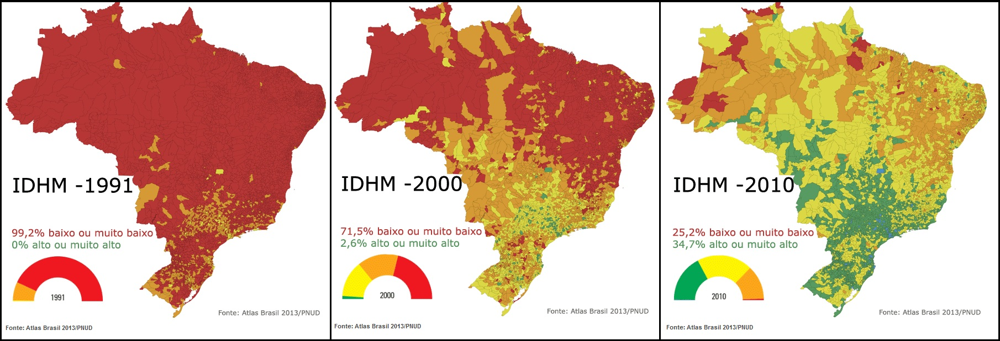 IDHM -1991
99,2% baixo ou muito baixo
0% alto ou muito alto
1991
Fonte: Atlas Brasil 2013/PNUD
Fonte: Atlas Brasil 2013/PNUD
IDHM -2000
71,5% baixo ou muito baixo
2,6% alto ou muito alto
2000
Fonte: Atlas Brasil 2013/PNUD
Fonte: Atlas Brasil 2013/PNUD
IDHM -2010
25,2% baixo ou muito baixo
34,7% alto ou muito alto
2010
Fonte: Atlas Brasil 2013/PNUD
Fonte: Atlas Brasil 2013/PNUD